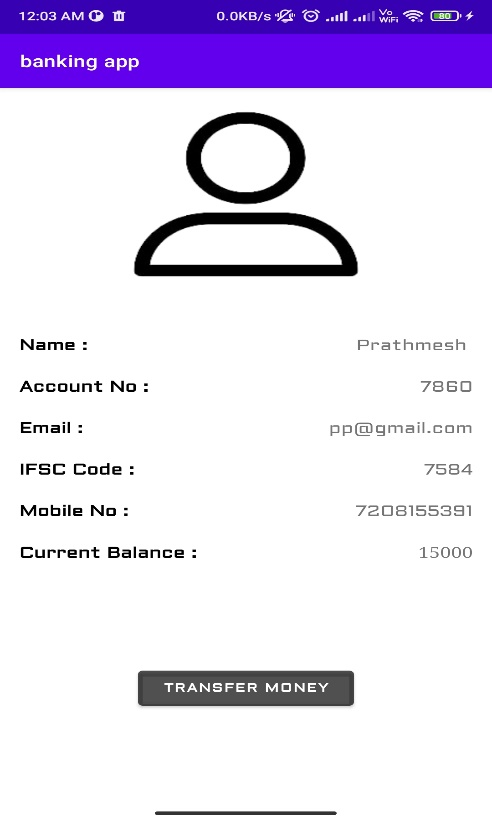 12:03 AM 0.0KB/s Vo WiFi 80
banking app
Name : Prathmesh
Account No : 7860
Email : pp@gmail.com
IFSC Code : 7584
Mobile No : 7208155391
Current Balance : 15000
TRANSFER MONEY